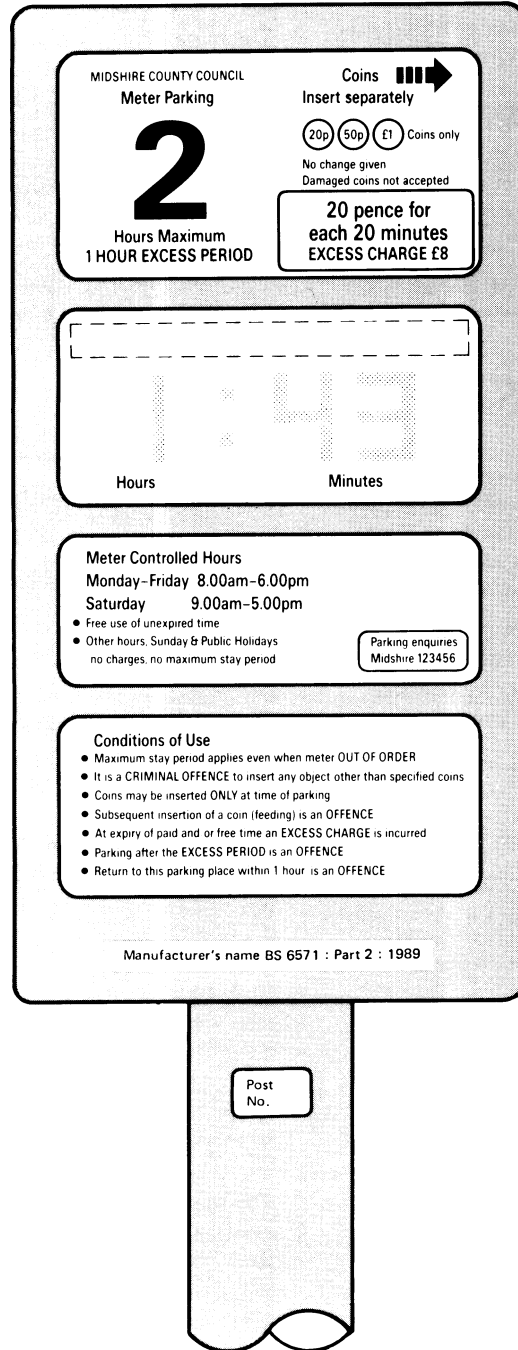 MIDSHIRE COUNTY COUNCIL
Meter Parking
2
Hours Maximum
1 HOUR EXCESS PERIOD
Coins
Insert separately
20p 50p £1 Coins only
No change given
Damaged coins not accepted
20 pence for
each 20 minutes
EXCESS CHARGE £8
1:43
Hours Minutes
Meter Controlled Hours
Monday-Friday 8.00am-6.00pm
Saturday 9.00am-5.00pm
• Free use of unexpired time
• Other hours, Sunday & Public Holidays
no charges, no maximum stay period
Parking enquiries
Midshire 123456
Conditions of Use
• Maximum stay period applies even when meter OUT OF ORDER
• It is a CRIMINAL OFFENCE to insert any object other than specified coins
• Coins may be inserted ONLY at time of parking
• Subsequent insertion of a coin (feeding) is an OFFENCE
• At expiry of paid and or free time an EXCESS CHARGE is incurred
• Parking after the EXCESS PERIOD is an OFFENCE
• Return to this parking place within 1 hour is an OFFENCE
Manufacturer's name BS 6571 : Part 2 : 1989
Post
No.